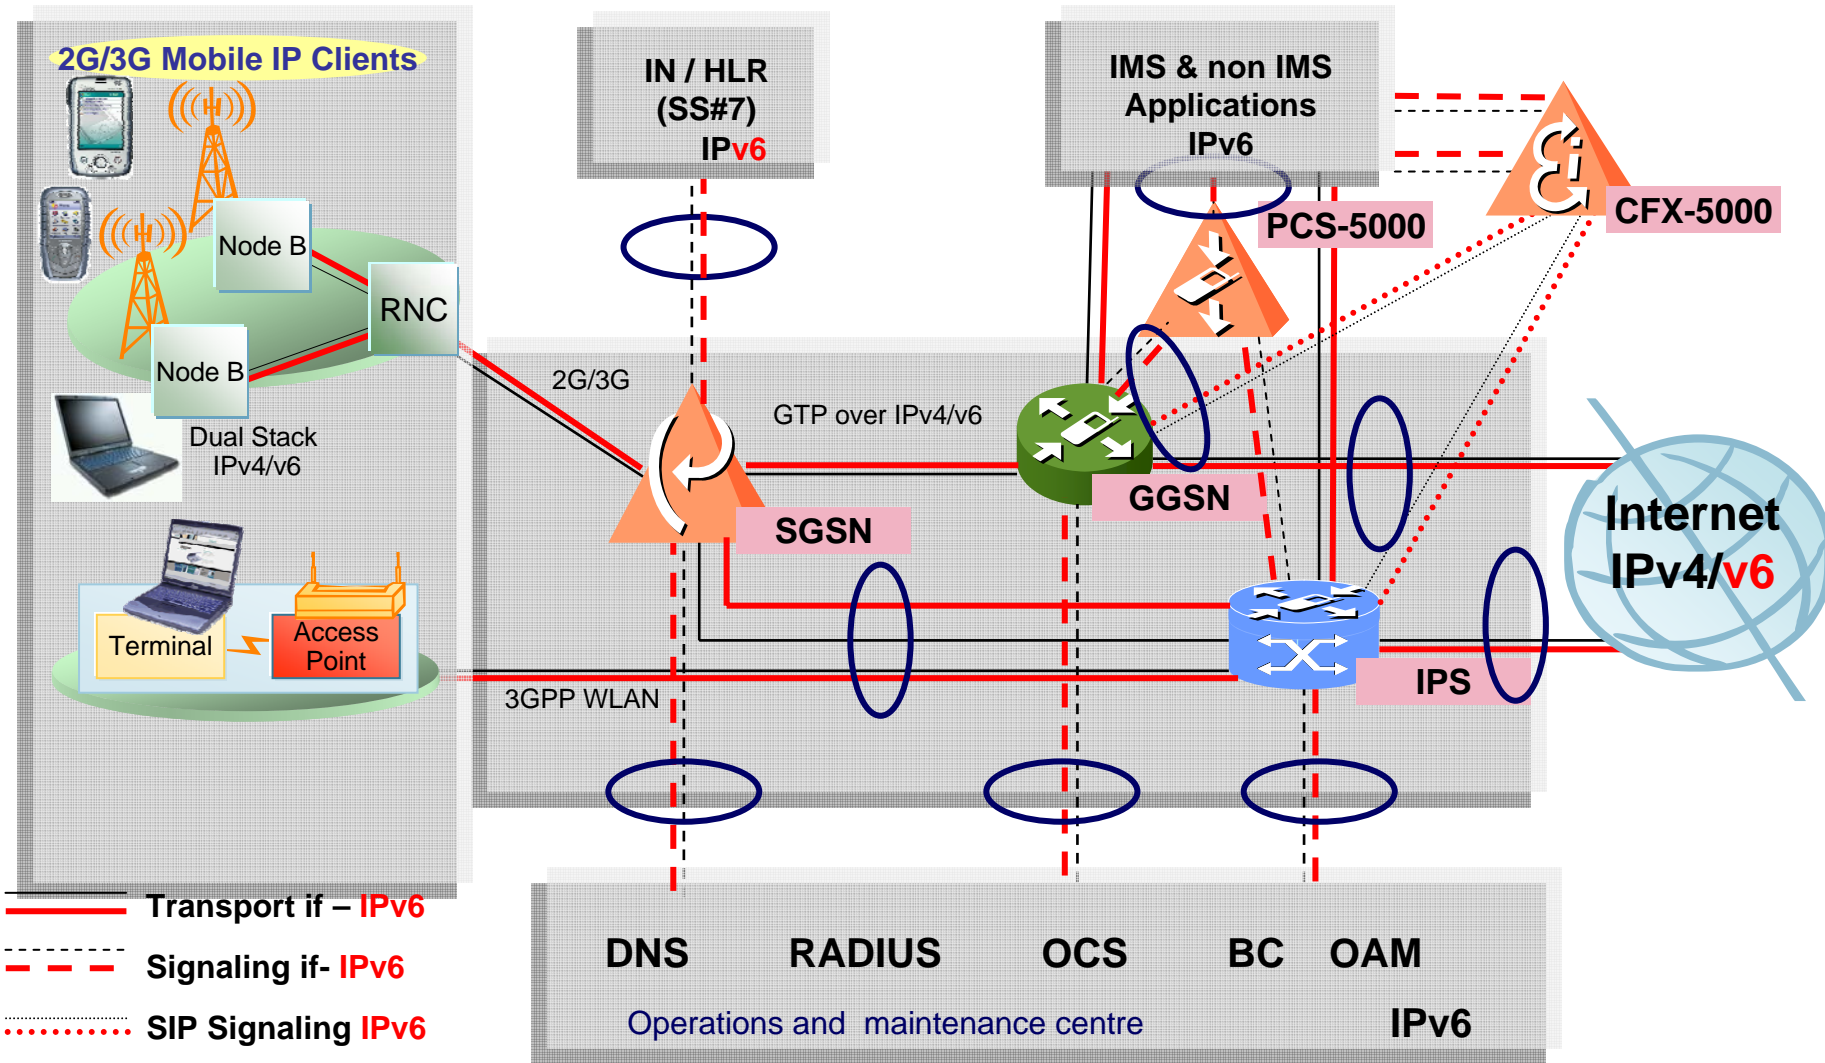 2G/3G Mobile IP Clients
Node B
RNC
Node B
Dual Stack
IPv4/v6
Terminal
Access
Point
IN / HLR
(SS#7)
IPv6
IMS & non IMS
Applications
IPv6
PCS-5000
CFX-5000
2G/3G
GTP over IPv4/v6
SGSN
GGSN
IPS
3GPP WLAN
Internet
IPv4/v6
Transport if – IPv6
Signaling if- IPv6
SIP Signaling IPv6
DNS RADIUS OCS BC OAM
Operations and maintenance centre IPv6